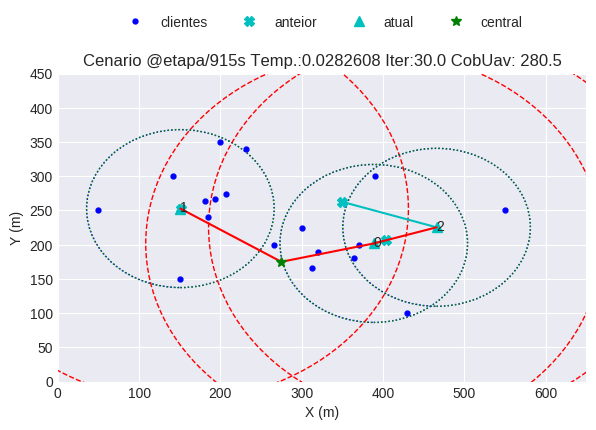 clientes anteior atual central
Cenario @etapa/915s Temp.:0.0282608 Iter:30.0 CobUav: 280.5
450
400
350
300
250
200
150
100
50
0
Y (m)
1
2
0
0 100 200 300 400 500 600
X (m)